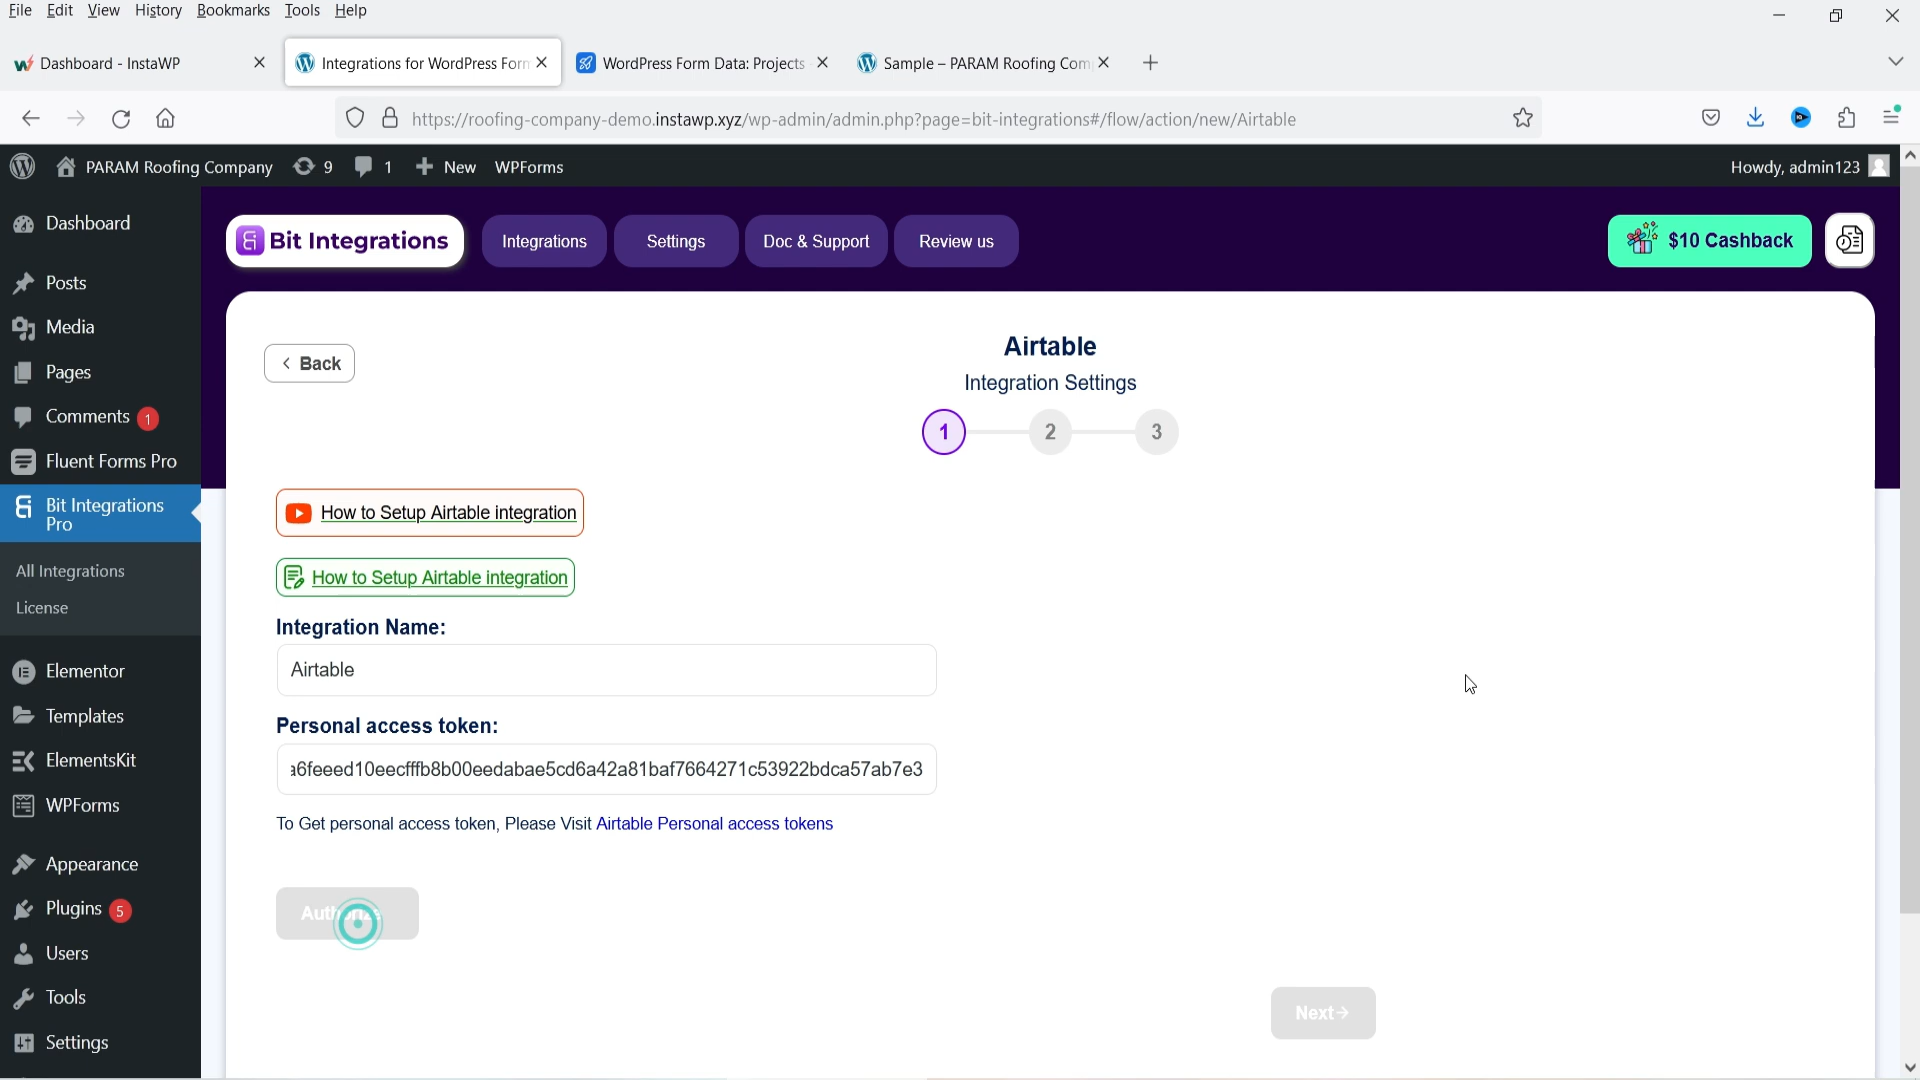 File Edit View History Bookmarks Tools Help
Dashboard - InstaWP
Integrations for WordPress Form
WordPress Form Data: Projects
Sample – PARAM Roofing Com
https://roofing-company-demo.instawp.xyz/wp-admin/admin.php?page=bit-integrations#/flow/action/new/Airtable
PARAM Roofing Company 9 1 New WPForms Howdy, admin123
Dashboard
Posts
Media
Pages
Comments 1
Fluent Forms Pro
Bit Integrations
Pro
All Integrations
License
Elementor
Templates
ElementsKit
WPForms
Appearance
Plugins 5
Users
Tools
Settings
Bit Integrations Integrations Settings Doc & Support Review us $10 Cashback
Back
Airtable
Integration Settings
1 2 3
How to Setup Airtable integration
How to Setup Airtable integration
Integration Name:
Airtable
Personal access token:
a6feeed10eecfffb8b00eedabae5cd6a42a81baf7664271c53922bdca57ab7e3
To Get personal access token, Please Visit Airtable Personal access tokens
Authorize
Next